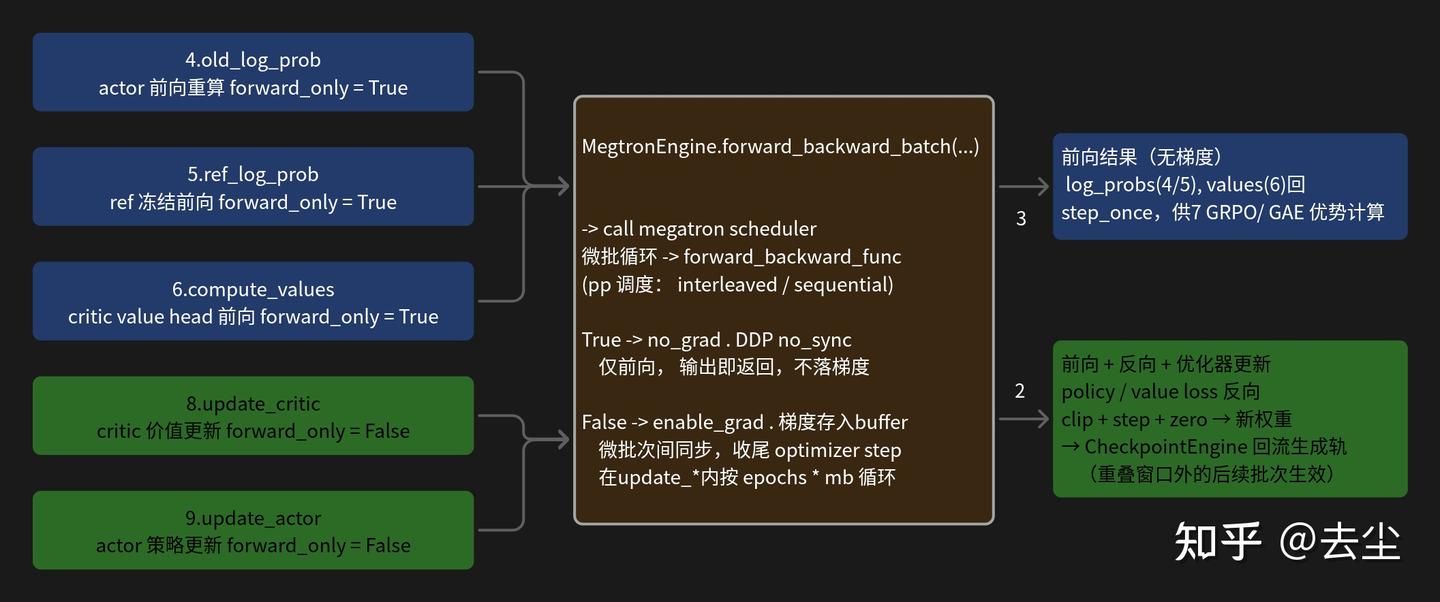 4.old_log_prob
actor 前向重算 forward_only = True
5.ref_log_prob
ref 冻结前向 forward_only = True
6.compute_values
critic value head 前向 forward_only = True
8.update_critic
critic 价值更新 forward_only = False
9.update_actor
actor 策略更新 forward_only = False
MegtronEngine.forward_backward_batch(...)
-> call megatron scheduler
微批循环 -> forward_backward_func
(pp 调度： interleaved / sequential)
True -> no_grad . DDP no_sync
仅前向， 输出即返回，不落梯度
False -> enable_grad . 梯度存入buffer
微批次间同步，收尾 optimizer step
在update_*内按 epochs * mb 循环
3
前向结果（无梯度）
log_probs(4/5), values(6)回
step_once，供7 GRPO/ GAE 优势计算
2
前向 + 反向 + 优化器更新
policy / value loss 反向
clip + step + zero → 新权重
→ CheckpointEngine 回流生成轨
（重叠窗口外的后续批次生效）
知乎 @去尘